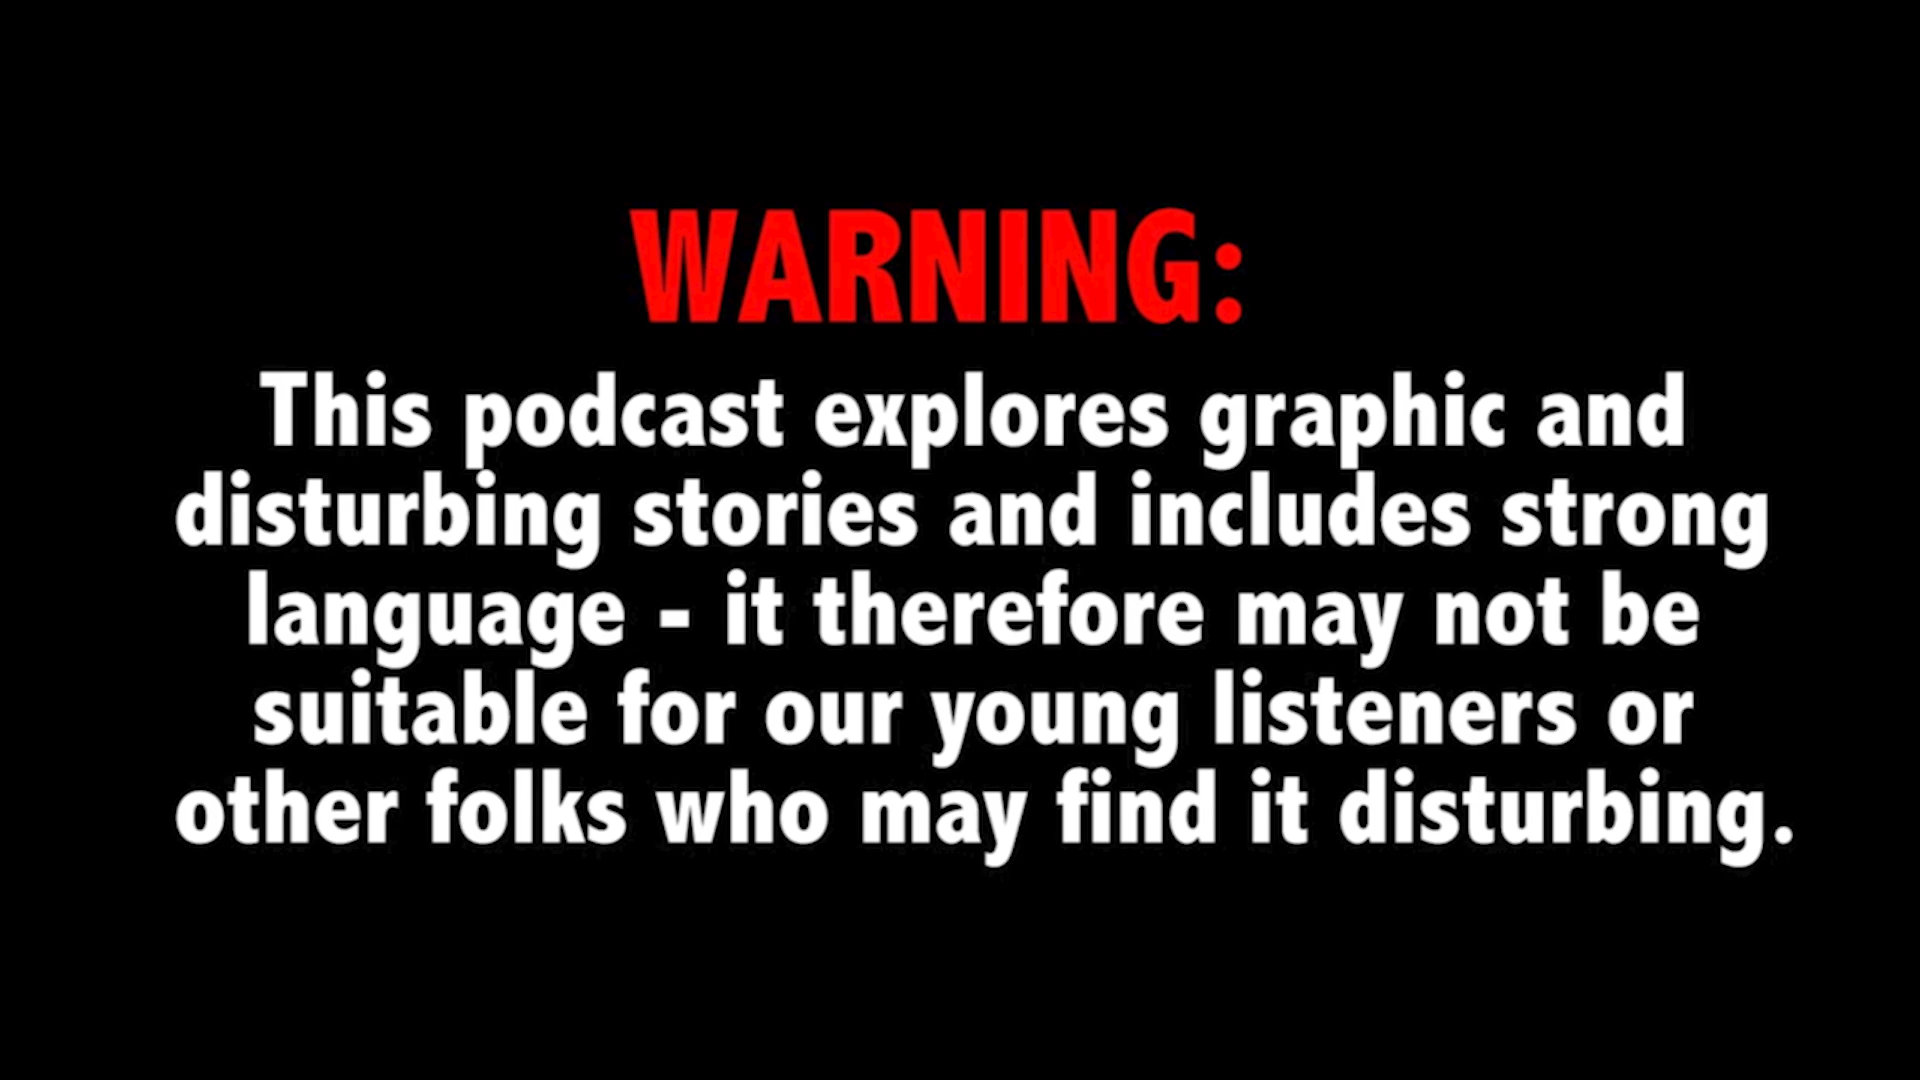 WARNING:
This podcast explores graphic and
disturbing stories and includes strong
language - it therefore may not be
suitable for our young listeners or
other folks who may find it disturbing.